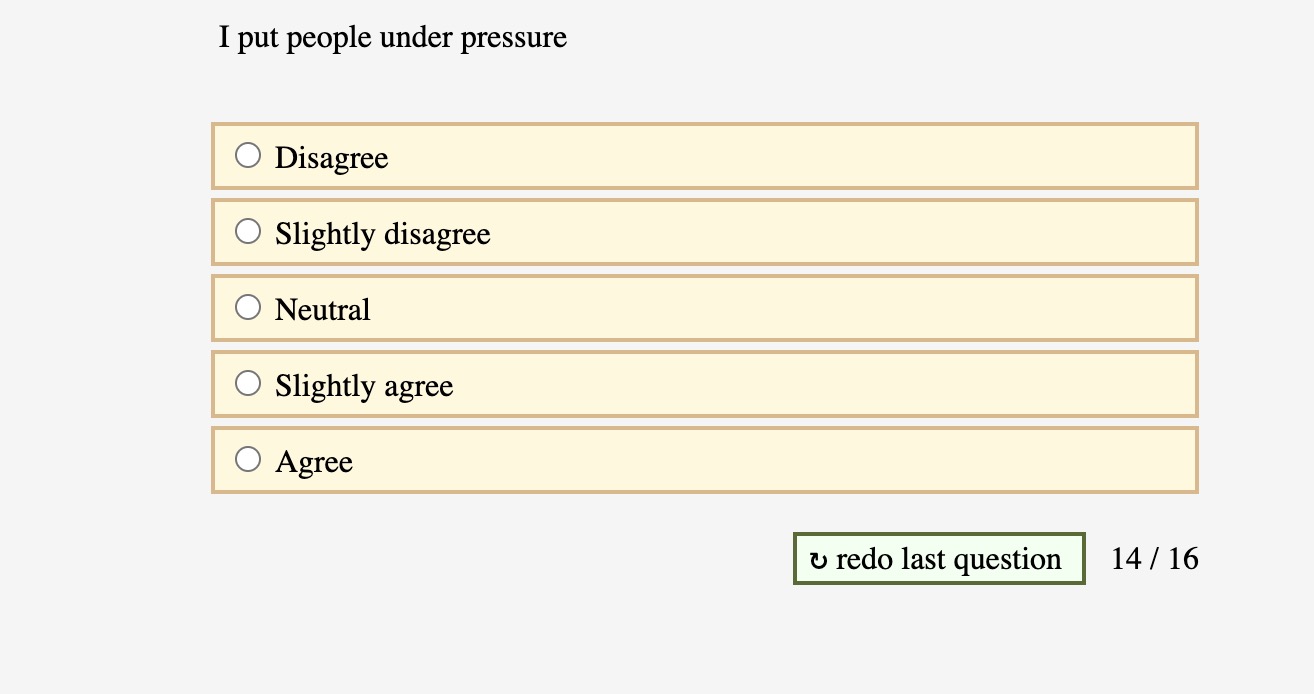 I put people under pressure
Disagree
Slightly disagree
Neutral
Slightly agree
Agree
↻ redo last question 14 / 16